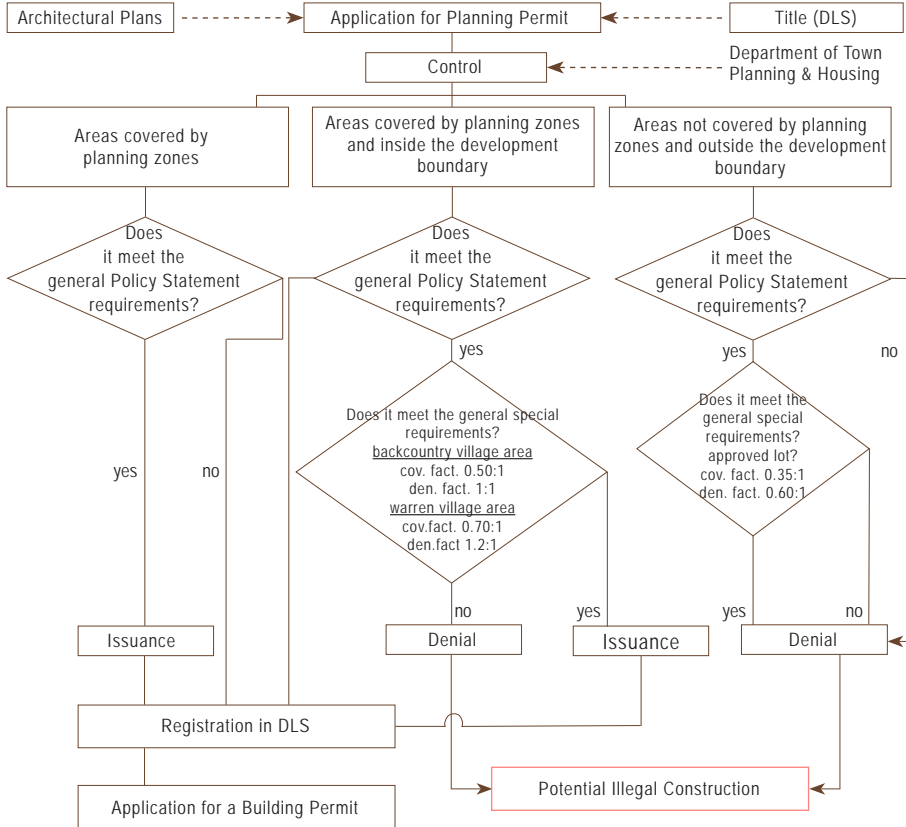 Architectural Plans
Application for Planning Permit
Title (DLS)
Control
Department of Town
Planning & Housing
Areas covered by
planning zones
Areas covered by planning zones
and inside the development
boundary
Areas not covered by planning
zones and outside the development
boundary
Does
it meet the
general Policy Statement
requirements?
Does
it meet the
general Policy Statement
requirements?
Does
it meet the
general Policy Statement
requirements?
yes
yes
no
Does it meet the general special
requirements?
backcountry village area
cov. fact. 0.50:1
den. fact. 1:1
warren village area
cov.fact. 0.70:1
den.fact 1.2:1
Does it meet the
general special
requirements?
approved lot?
cov. fact. 0.35:1
den. fact. 0.60:1
yes
no
no
yes
yes
no
Issuance
Denial
Issuance
Denial
Registration in DLS
Potential Illegal Construction
Application for a Building Permit